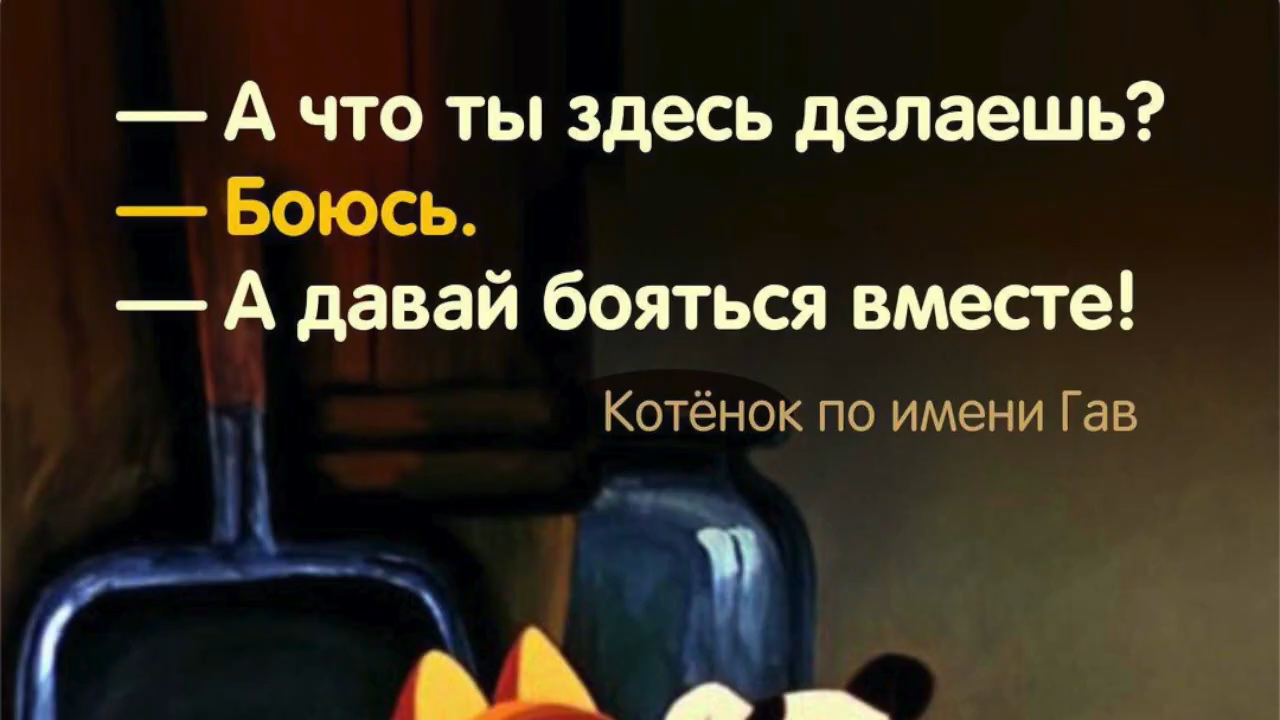 — А что ты здесь делаешь?
— Боюсь.
— А давай бояться вместе!
Котёнок по имени Гав